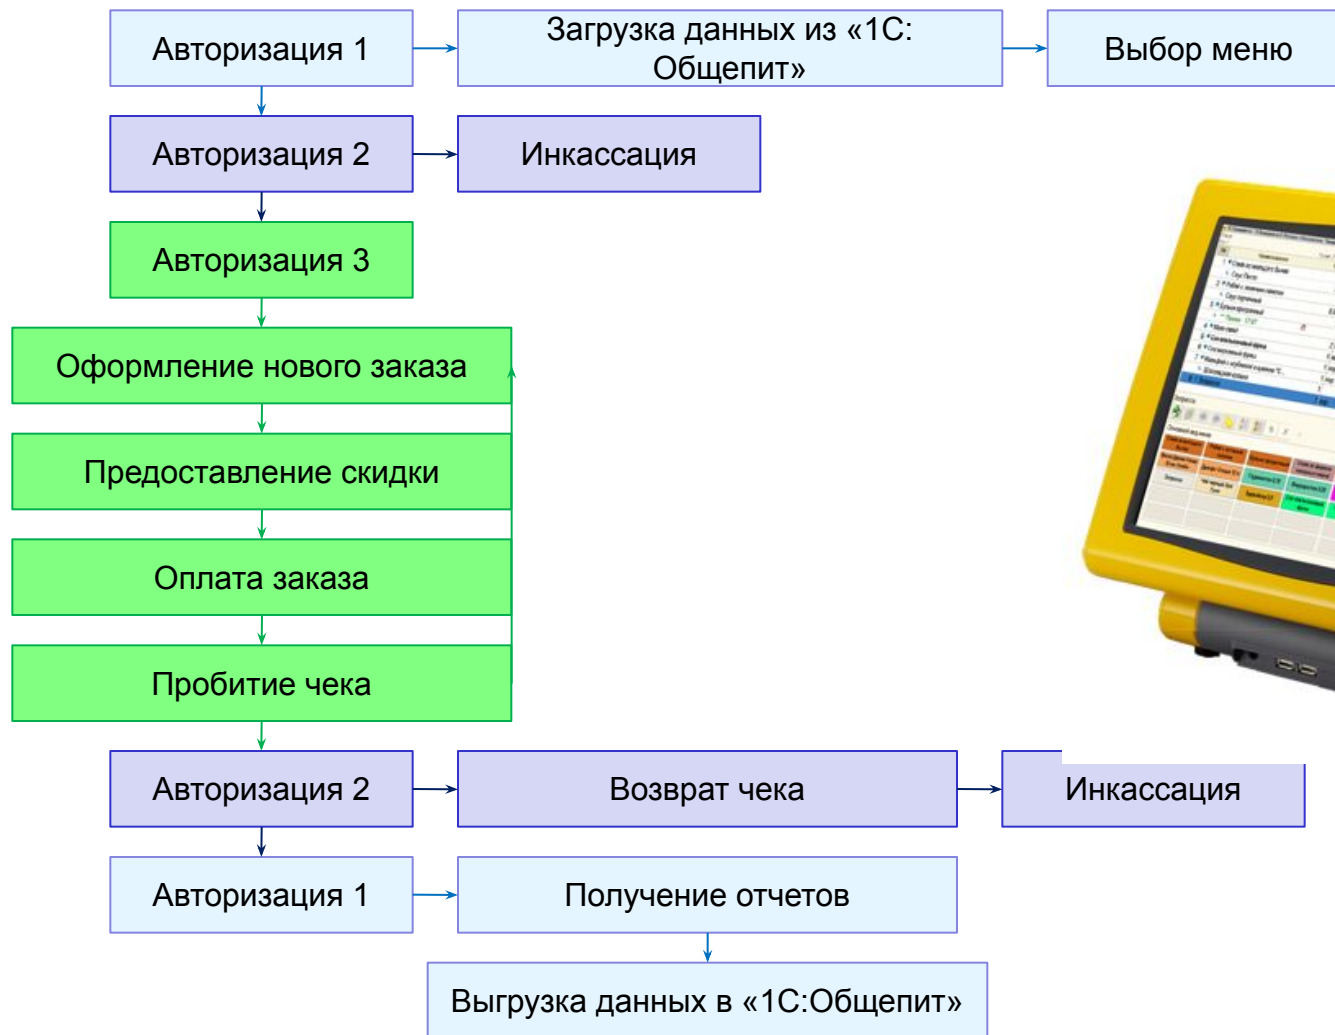 Авторизация 1
Загрузка данных из «1С:
Общепит»
Выбор меню
Авторизация 2
Инкассация
Авторизация 3
Оформление нового заказа
Предоставление скидки
Оплата заказа
Пробитие чека
Авторизация 2
Возврат чека
Инкассация
Авторизация 1
Получение отчетов
Выгрузка данных в «1С:Общепит»